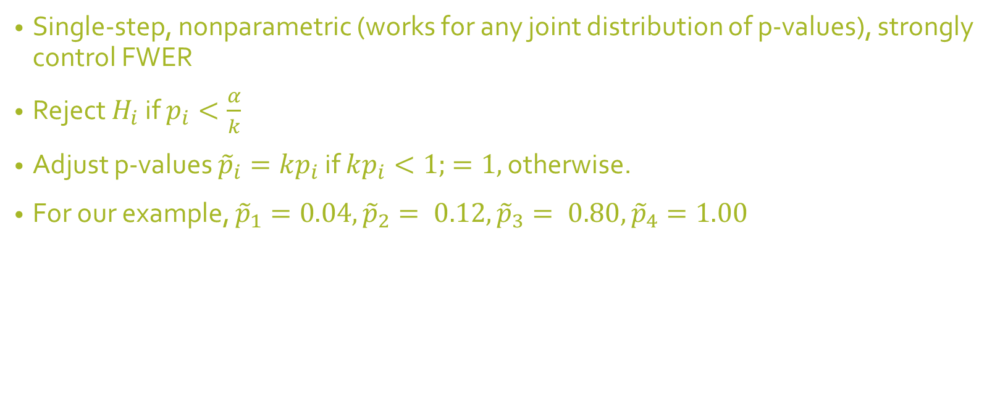 • Single-step, nonparametric (works for any joint distribution of p-values), strongly
control FWER
• Reject $H_i$ if $p_i < \frac{\alpha}{k}$
• Adjust p-values $\tilde{p}_i = kp_i$ if $kp_i < 1; = 1$, otherwise.
• For our example, $\tilde{p}_1 = 0.04, \tilde{p}_2 = 0.12, \tilde{p}_3 = 0.80, \tilde{p}_4 = 1.00$